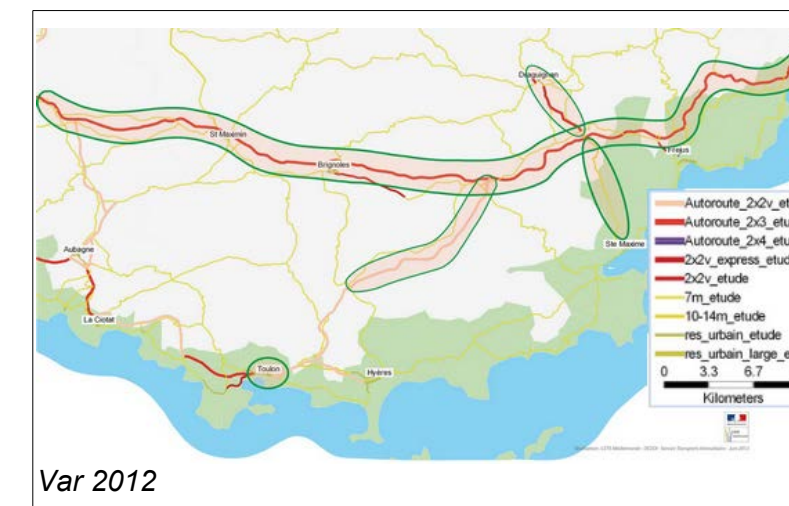 Draguignan
St Maximin
Brignoles
Fréjus
Ste Maxime
Aubagne
La Ciotat
Toulon
Hyères
Autoroute_2x2v_et
Autoroute_2x3_etu
Autoroute_2x4_etu
2x2v_express_etud
2x2v_etude
7m_etude
10-14m_etude
res_urbain_etude
res_urbain_large_e
0 3.3 6.7
Kilometers
Var 2012